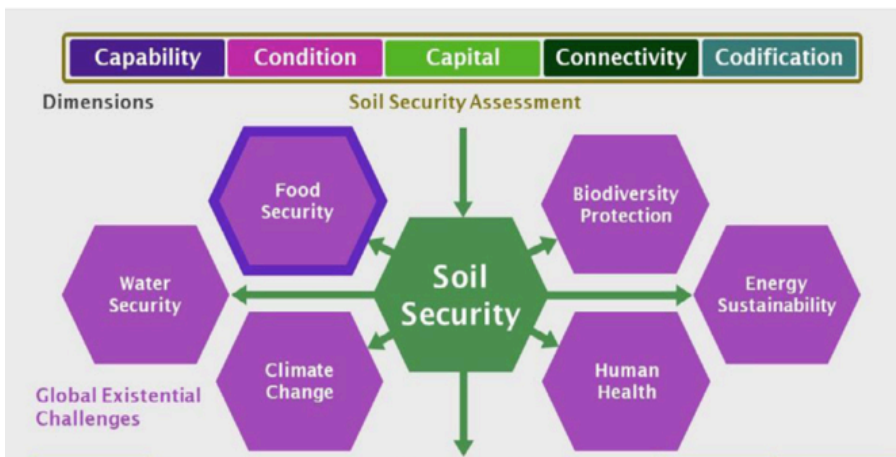 Capability
Condition
Capital
Connectivity
Codification
Dimensions
Soil Security Assessment
Food
Security
Biodiversity
Protection
Water
Security
Soil
Security
Energy
Sustainability
Climate
Change
Human
Health
Global Existential
Challenges